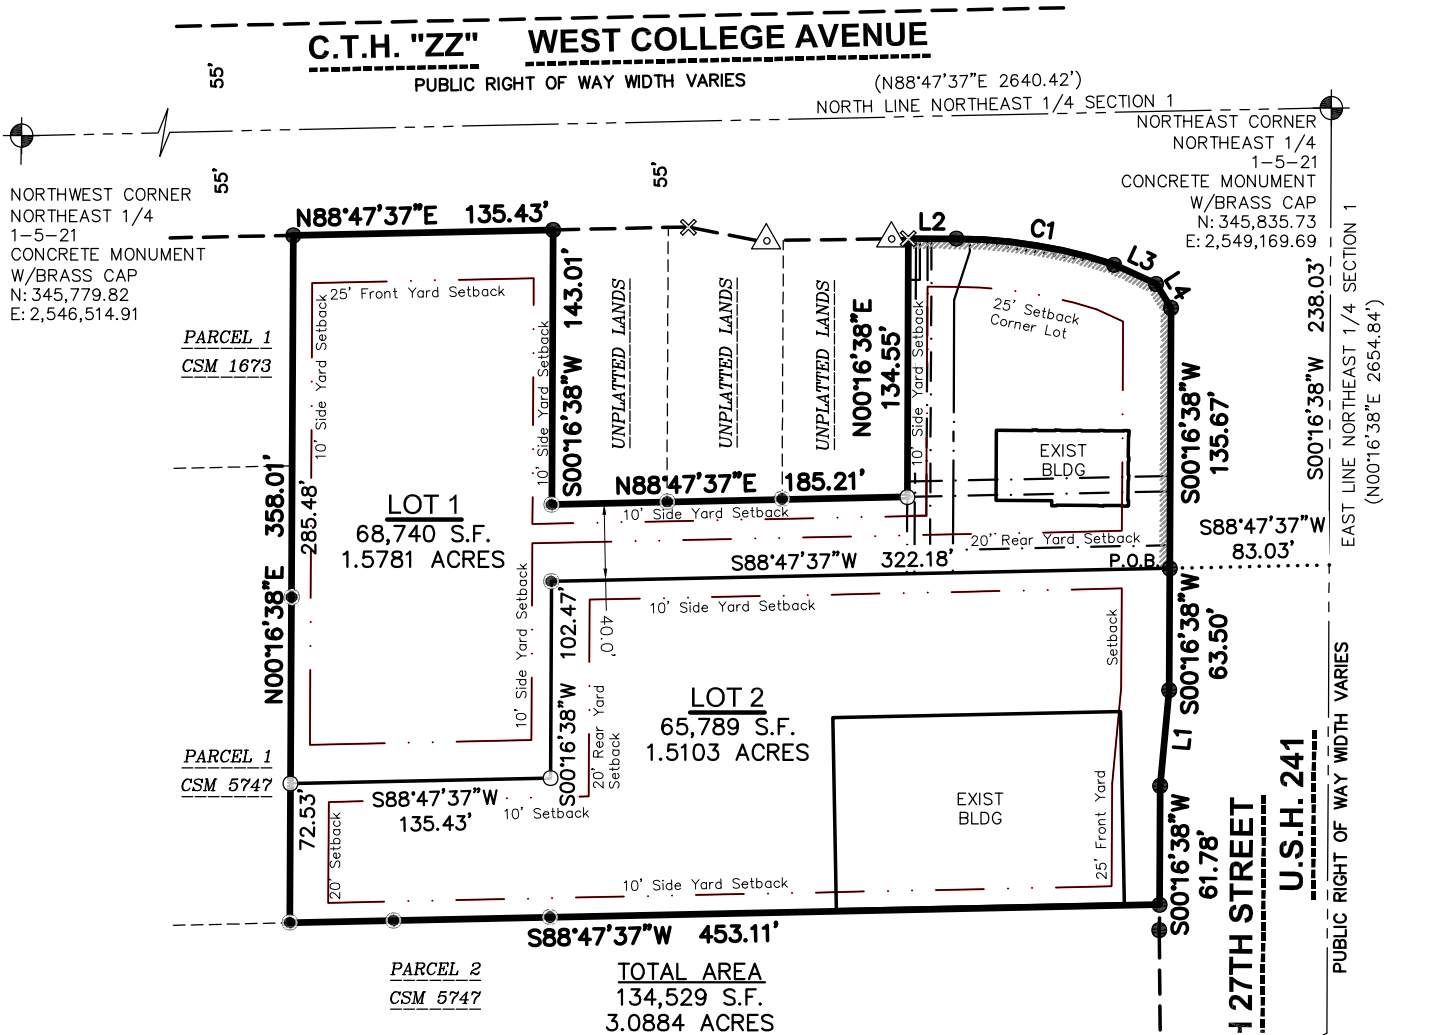 C.T.H. "ZZ" WEST COLLEGE AVENUE
PUBLIC RIGHT OF WAY WIDTH VARIES
55'
(N88°47'37"E 2640.42')
NORTH LINE NORTHEAST 1/4 SECTION 1
NORTHEAST CORNER
NORTHEAST 1/4
1-5-21
CONCRETE MONUMENT
W/BRASS CAP
N: 345,835.73
E: 2,549,169.69
NORTHWEST CORNER
NORTHEAST 1/4
1-5-21
CONCRETE MONUMENT
W/BRASS CAP
N: 345,779.82
E: 2,546,514.91
55'
55'
N88°47'37"E 135.43'
L2
C1
L3
L4
PARCEL 1
CSM 1673
25' Front Yard Setback
10' Side Yard Setback
10' Side Yard Setback
S00°16'38"W 143.01'
UNPLATTED LANDS
UNPLATTED LANDS
UNPLATTED LANDS
N00°16'38"E
134.55'
10' Side Yard Setback
25' Setback
Corner Lot
EXIST
BLDG
S00°16'38"W
135.67'
S00°16'38"W 238.03'
EAST LINE NORTHEAST 1/4 SECTION 1
(N00°16'38"E 2654.84')
N00°16'38"E 358.01'
285.48'
LOT 1
68,740 S.F.
1.5781 ACRES
N88°47'37"E 185.21'
10' Side Yard Setback
20' Rear Yard Setback
S88°47'37"W 322.18'
P.O.B.
S88°47'37"W
83.03'
10' Side Yard Setback
S00°16'38"W 102.47'
40.0'
10' Side Yard Setback
20' Rear Yard
Setback
LOT 2
65,789 S.F.
1.5103 ACRES
Setback
S00°16'38"W
63.50'
L1
PARCEL 1
CSM 5747
72.53'
S88°47'37"W
135.43'
10' Setback
20' Setback
EXIST
BLDG
25' Front Yard
S00°16'38"W
61.78'
10' Side Yard Setback
S88°47'37"W 453.11'
27TH STREET
U.S.H. 241
PUBLIC RIGHT OF WAY WIDTH VARIES
PARCEL 2
CSM 5747
TOTAL AREA
134,529 S.F.
3.0884 ACRES